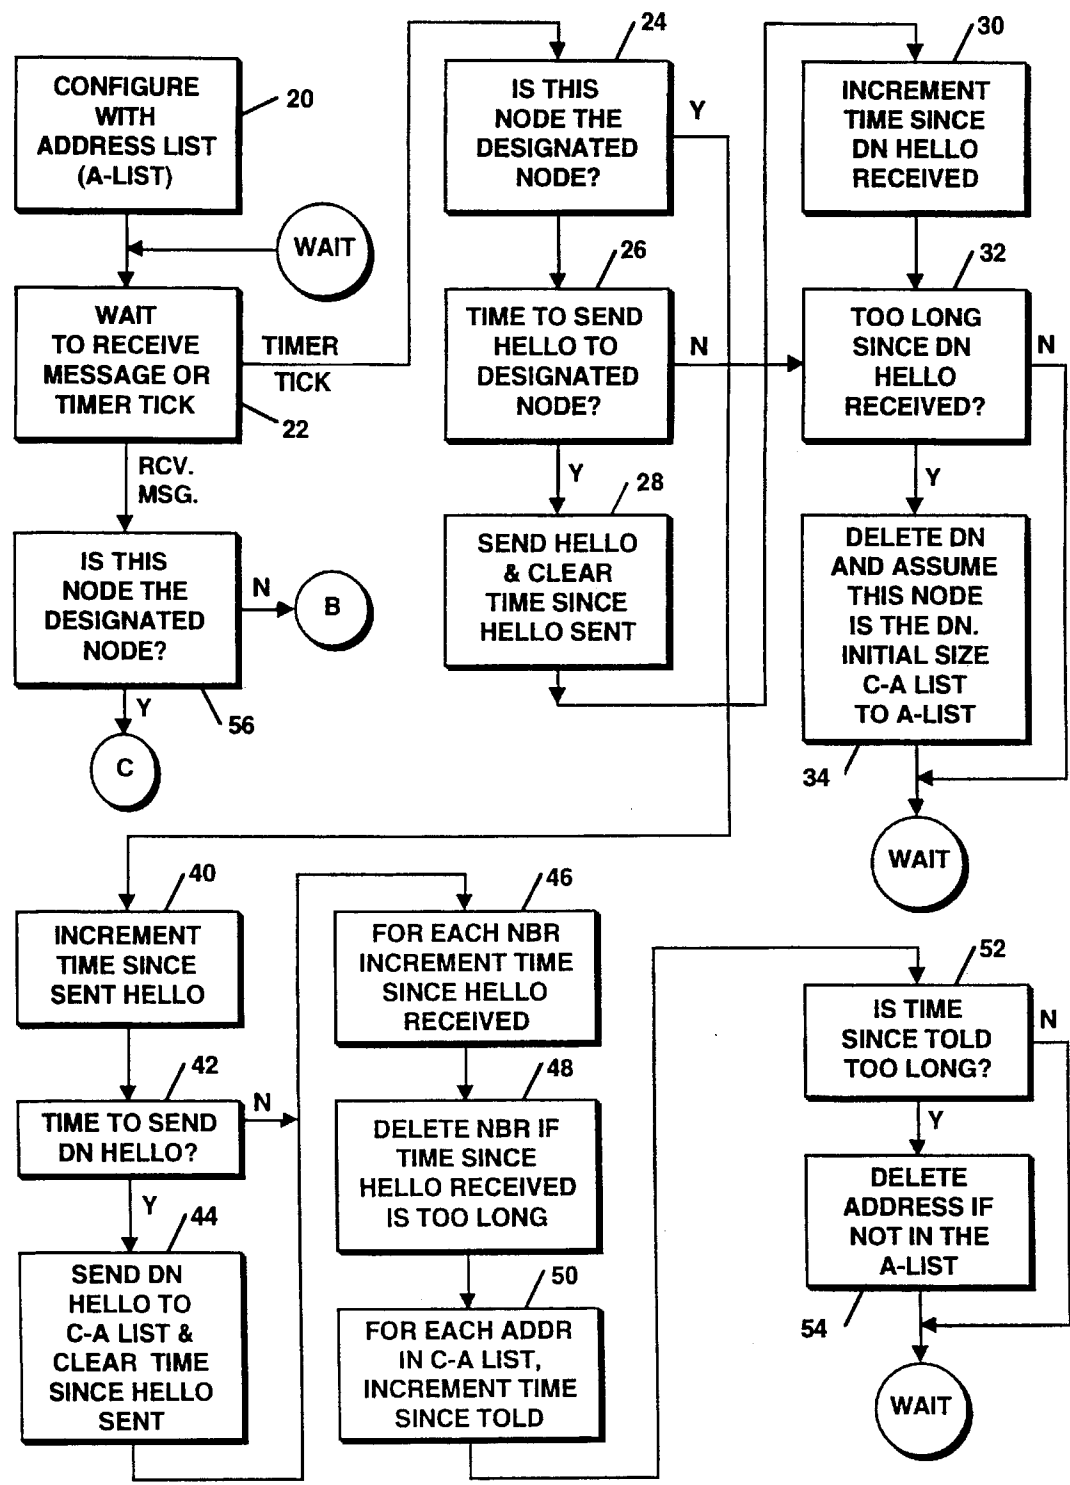 CONFIGURE
WITH
ADDRESS LIST
(A-LIST)
20
WAIT
WAIT
TO RECEIVE
MESSAGE OR
TIMER TICK
22
TIMER
TICK
RCV.
MSG.
IS THIS
NODE THE
DESIGNATED
NODE?
56
N
B
Y
C
24
IS THIS
NODE THE
DESIGNATED
NODE?
Y
26
TIME TO SEND
HELLO TO
DESIGNATED
NODE?
N
Y
28
SEND HELLO
& CLEAR
TIME SINCE
HELLO SENT
30
INCREMENT
TIME SINCE
DN HELLO
RECEIVED
32
TOO LONG
SINCE DN
HELLO
RECEIVED?
N
Y
DELETE DN
AND ASSUME
THIS NODE
IS THE DN.
INITIAL SIZE
C-A LIST
TO A-LIST
34
WAIT
40
INCREMENT
TIME SINCE
SENT HELLO
42
TIME TO SEND
DN HELLO?
N
Y
44
SEND DN
HELLO TO
C-A LIST &
CLEAR TIME
SINCE HELLO
SENT
46
FOR EACH NBR
INCREMENT TIME
SINCE HELLO
RECEIVED
48
DELETE NBR IF
TIME SINCE
HELLO RECEIVED
IS TOO LONG
50
FOR EACH ADDR
IN C-A LIST,
INCREMENT TIME
SINCE TOLD
52
IS TIME
SINCE TOLD
TOO LONG?
N
Y
DELETE
ADDRESS IF
NOT IN THE
A-LIST
54
WAIT